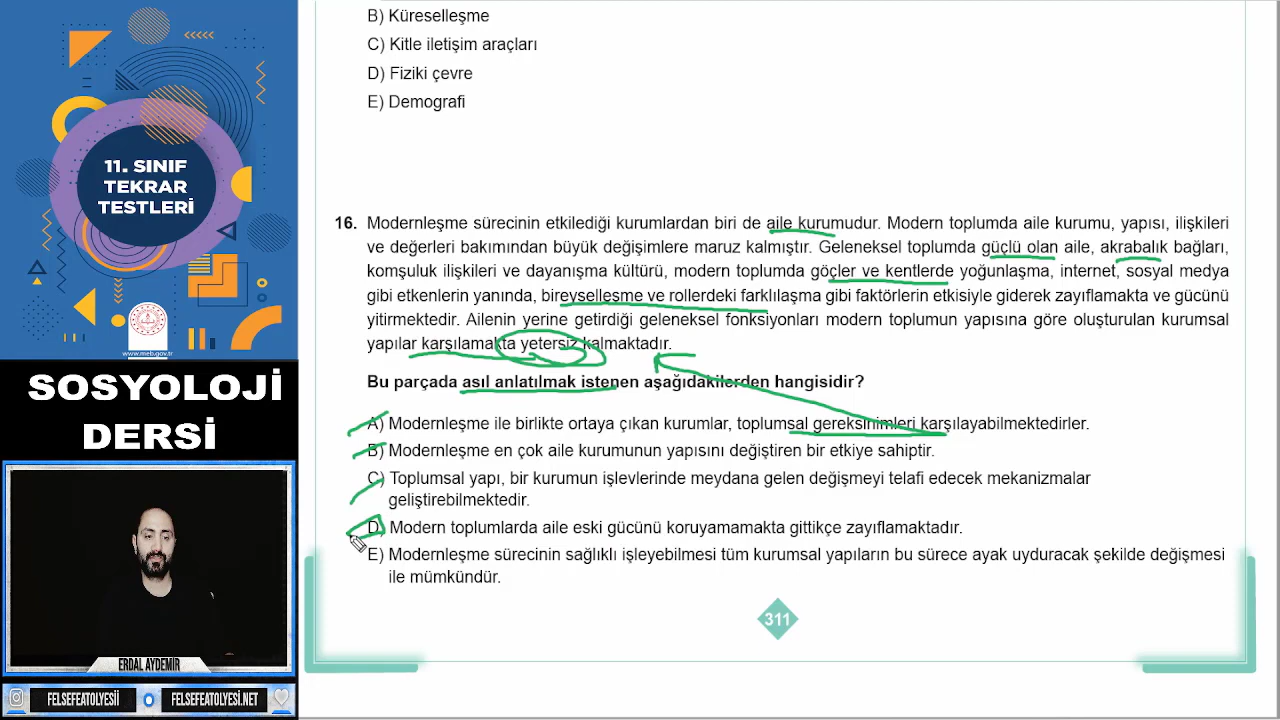 11. SINIF
TEKRAR
TESTLERİ
www.meb.gov.tr
SOSYOLOJİ
DERSİ
ERDAL AYDEMİR
FELSEFEATOLYESİİ
FELSEFEATOLYESİ.NET
B) Küreselleşme
C) Kitle iletişim araçları
D) Fiziki çevre
E) Demografi
16. Modernleşme sürecinin etkilediği kurumlardan biri de aile kurumudur. Modern toplumda aile kurumu, yapısı, ilişkileri
ve değerleri bakımından büyük değişimlere maruz kalmıştır. Geleneksel toplumda güçlü olan aile, akrabalık bağları,
komşuluk ilişkileri ve dayanışma kültürü, modern toplumda göçler ve kentlerde yoğunlaşma, internet, sosyal medya
gibi etkenlerin yanında, bireyselleşme ve rollerdeki farklılaşma gibi faktörlerin etkisiyle giderek zayıflamakta ve gücünü
yitirmektedir. Ailenin yerine getirdiği geleneksel fonksiyonları modern toplumun yapısına göre oluşturulan kurumsal
yapılar karşılamakta yetersiz kalmaktadır.
Bu parçada asıl anlatılmak istenen aşağıdakilerden hangisidir?
A) Modernleşme ile birlikte ortaya çıkan kurumlar, toplumsal gereksinimleri karşılayabilmektedirler.
B) Modernleşme en çok aile kurumunun yapısını değiştiren bir etkiye sahiptir.
C) Toplumsal yapı, bir kurumun işlevlerinde meydana gelen değişmeyi telafi edecek mekanizmalar
geliştirebilmektedir.
D) Modern toplumlarda aile eski gücünü koruyamamakta gittikçe zayıflamaktadır.
E) Modernleşme sürecinin sağlıklı işleyebilmesi tüm kurumsal yapıların bu sürece ayak uyduracak şekilde değişmesi
ile mümkündür.
311